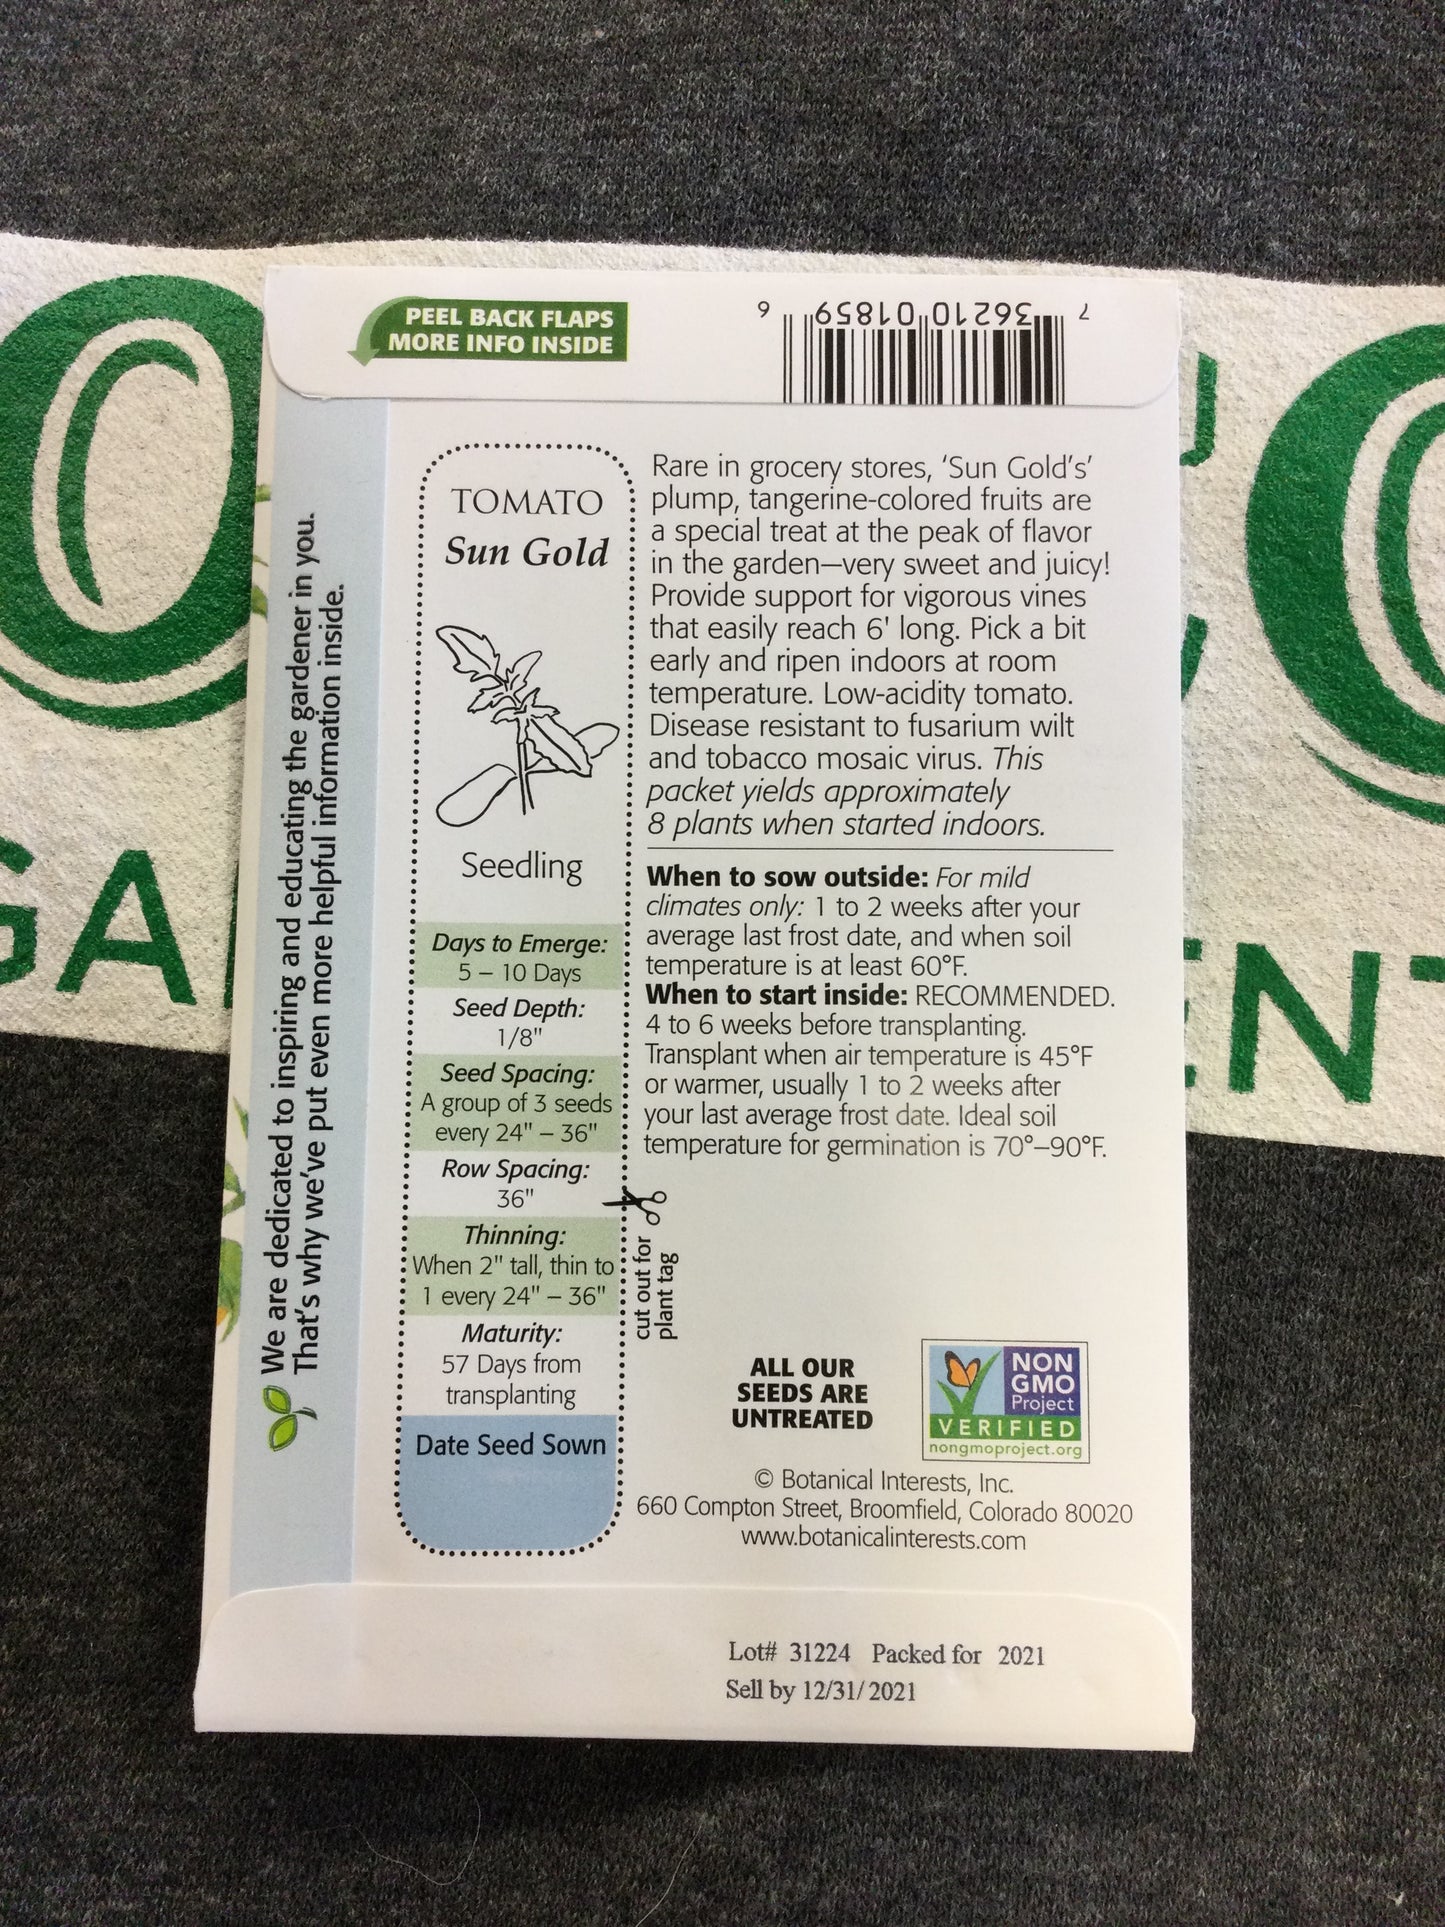 PEEL BACK FLAPS
MORE INFO INSIDE
7 36210 01859 6
We are dedicated to inspiring and educating the gardener in you.
That's why we've put even more helpful information inside.
TOMATO
Sun Gold
Seedling
Days to Emerge:
5 – 10 Days
Seed Depth:
1/8"
Seed Spacing:
A group of 3 seeds
every 24" – 36"
Row Spacing:
36"
Thinning:
When 2" tall, thin to
1 every 24" – 36"
Maturity:
57 Days from
transplanting
Date Seed Sown
cut out for
plant tag
Rare in grocery stores, ‘Sun Gold’s’
plump, tangerine-colored fruits are
a special treat at the peak of flavor
in the garden—very sweet and juicy!
Provide support for vigorous vines
that easily reach 6' long. Pick a bit
early and ripen indoors at room
temperature. Low-acidity tomato.
Disease resistant to fusarium wilt
and tobacco mosaic virus. This
packet yields approximately
8 plants when started indoors.
When to sow outside: For mild
climates only: 1 to 2 weeks after your
average last frost date, and when soil
temperature is at least 60°F.
When to start inside: RECOMMENDED.
4 to 6 weeks before transplanting.
Transplant when air temperature is 45°F
or warmer, usually 1 to 2 weeks after
your last average frost date. Ideal soil
temperature for germination is 70°–90°F.
ALL OUR
SEEDS ARE
UNTREATED
NON
GMO
Project
VERIFIED
nongmoproject.org
© Botanical Interests, Inc.
660 Compton Street, Broomfield, Colorado 80020
www.botanicalinterests.com
Lot# 31224 Packed for 2021
Sell by 12/31/2021
GA
ENT